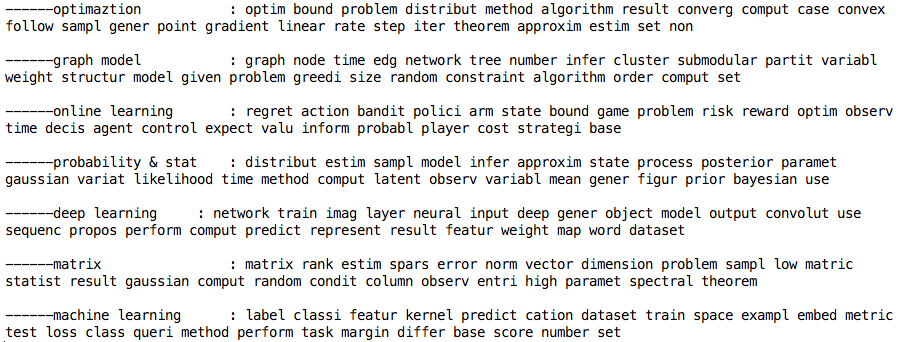 ------optimaztion : optim bound problem distribut method algorithm result converg comput case convex
follow sampl gener point gradient linear rate step iter theorem approxim estim set non
------graph model : graph node time edg network tree number infer cluster submodular partit variabl
weight structur model given problem greedi size random constraint algorithm order comput set
------online learning : regret action bandit polici arm state bound game problem risk reward optim observ
time decis agent control expect valu inform probabl player cost strategi base
------probability & stat : distribut estim sampl model infer approxim state process posterior paramet
gaussian variat likelihood time method comput latent observ variabl mean gener figur prior bayesian use
------deep learning : network train imag layer neural input deep gener object model output convolut use
sequenc propos perform comput predict represent result featur weight map word dataset
------matrix : matrix rank estim spars error norm vector dimension problem sampl low matric
statist result gaussian comput random condit column observ entri high paramet spectral theorem
------machine learning : label classi featur kernel predict cation dataset train space exampl embed metric
test loss class queri method perform task margin differ base score number set